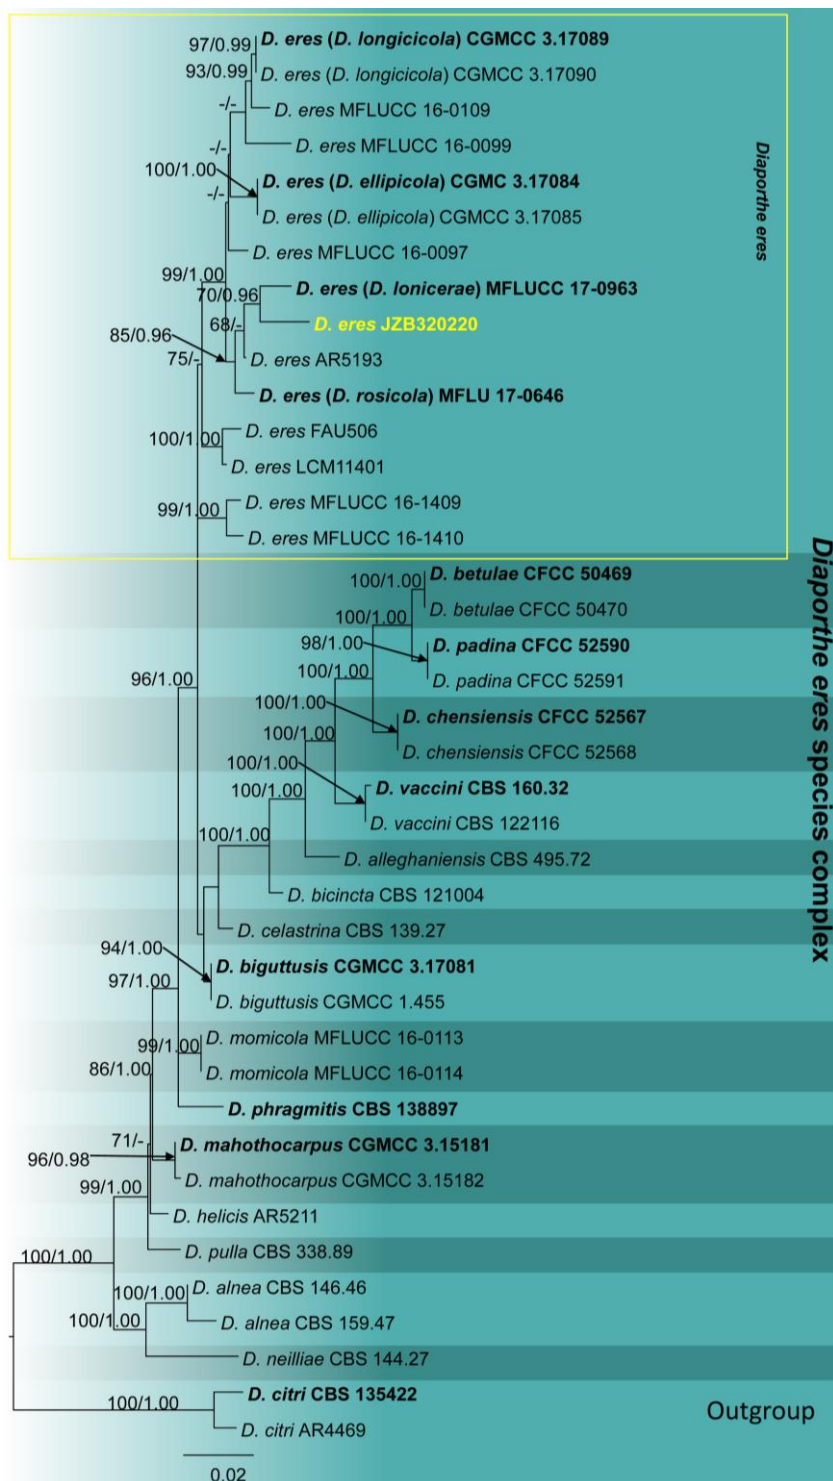 97/0.99
D. eres (D. longicicola) CGMCC 3.17089
93/0.99
D. eres (D. longicicola) CGMCC 3.17090
-/-
D. eres MFLUCC 16-0109
-/-
D. eres MFLUCC 16-0099
100/1.00
D. eres (D. ellipicola) CGMC 3.17084
-/-
D. eres (D. ellipicola) CGMCC 3.17085
D. eres MFLUCC 16-0097
99/1.00
70/0.96
D. eres (D. lonicerae) MFLUCC 17-0963
68/-
D. eres JZB320220
85/0.96
75/-
D. eres AR5193
D. eres (D. rosicola) MFLU 17-0646
100/1.00
D. eres FAU506
D. eres LCM11401
99/1.00
D. eres MFLUCC 16-1409
D. eres MFLUCC 16-1410
Diaporthe eres
100/1.00
D. betulae CFCC 50469
100/1.00
D. betulae CFCC 50470
98/1.00
D. padina CFCC 52590
100/1.00
D. padina CFCC 52591
96/1.00
100/1.00
D. chensiensis CFCC 52567
100/1.00
D. chensiensis CFCC 52568
100/1.00
D. vaccini CBS 160.32
100/1.00
D. vaccini CBS 122116
100/1.00
D. alleghaniensis CBS 495.72
D. bicincta CBS 121004
D. celastrina CBS 139.27
94/1.00
D. biguttusis CGMCC 3.17081
97/1.00
D. biguttusis CGMCC 1.455
D. momicola MFLUCC 16-0113
99/1.00
D. momicola MFLUCC 16-0114
86/1.00
D. phragmitis CBS 138897
71/-
D. mahothocarpus CGMCC 3.15181
96/0.98
D. mahothocarpus CGMCC 3.15182
99/1.00
D. helicis AR5211
D. pulla CBS 338.89
100/1.00
D. alnea CBS 146.46
100/1.00
100/1.00
D. alnea CBS 159.47
D. neilliae CBS 144.27
Diaporthe eres species complex
D. citri CBS 135422
100/1.00
D. citri AR4469
Outgroup
0.02